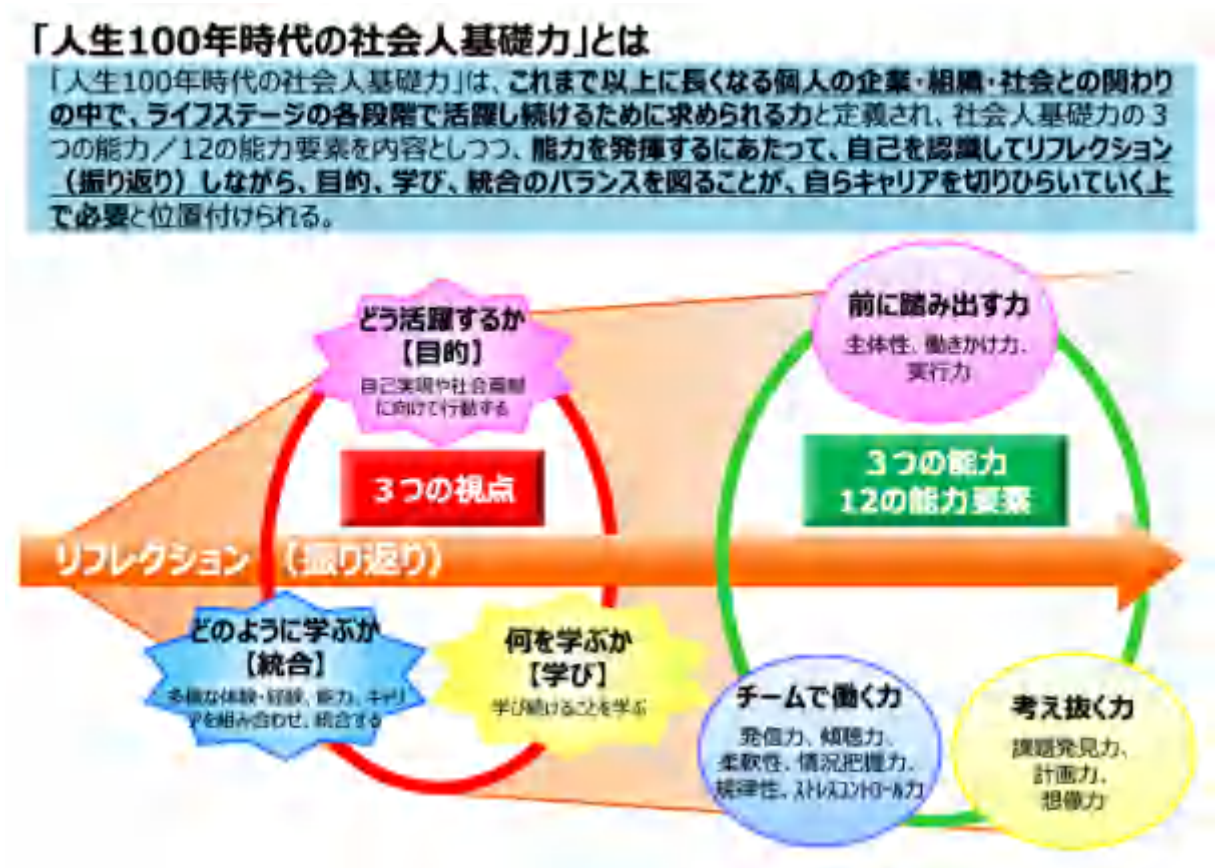 「人生100年時代の社会人基礎力」とは
「人生100年時代の社会人基礎力」は、これまで以上に長くなる個人の企業・組織・社会との関わり
の中で、ライフステージの各段階で活躍し続けるために求められる力と定義され、社会人基礎力の3
つの能力／12の能力要素を内容としつつ、能力を発揮するにあたって、自己を認識してリフレクション
（振り返り）しながら、目的、学び、統合のバランスを図ることが、自らキャリアを切りひらいていく上
で必要と位置付けられる。
どう活躍するか
【目的】
自己実現や社会貢献
に向けて行動する
3つの視点
リフレクション　（振り返り）
どのように学ぶか
【統合】
多様な体験・経験、能力、キャリ
アを組み合わせ、統合する
何を学ぶか
【学び】
学び続けることを学ぶ
前に踏み出す力
主体性、働きかけ力、
実行力
3つの能力
12の能力要素
チームで働く力
発信力、傾聴力、
柔軟性、情況把握力、
規律性、ストレスコントロール力
考え抜く力
課題発見力、
計画力、
想像力